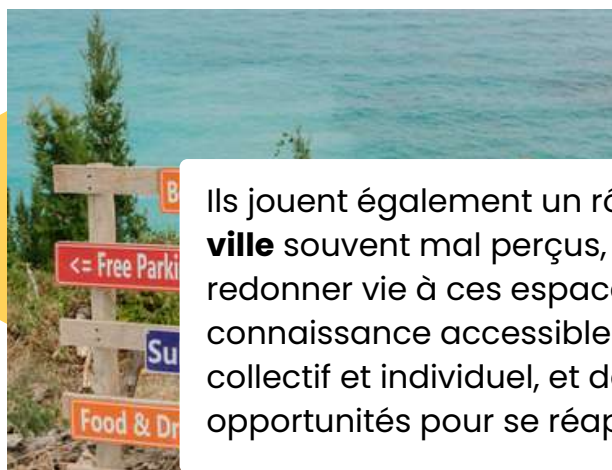 B
<= Free Parki
Su
Food & Dr
Ils jouent également un rô
ville souvent mal perçus,
redonner vie à ces espac
connaissance accessible
collectif et individuel, et d
opportunités pour se réap